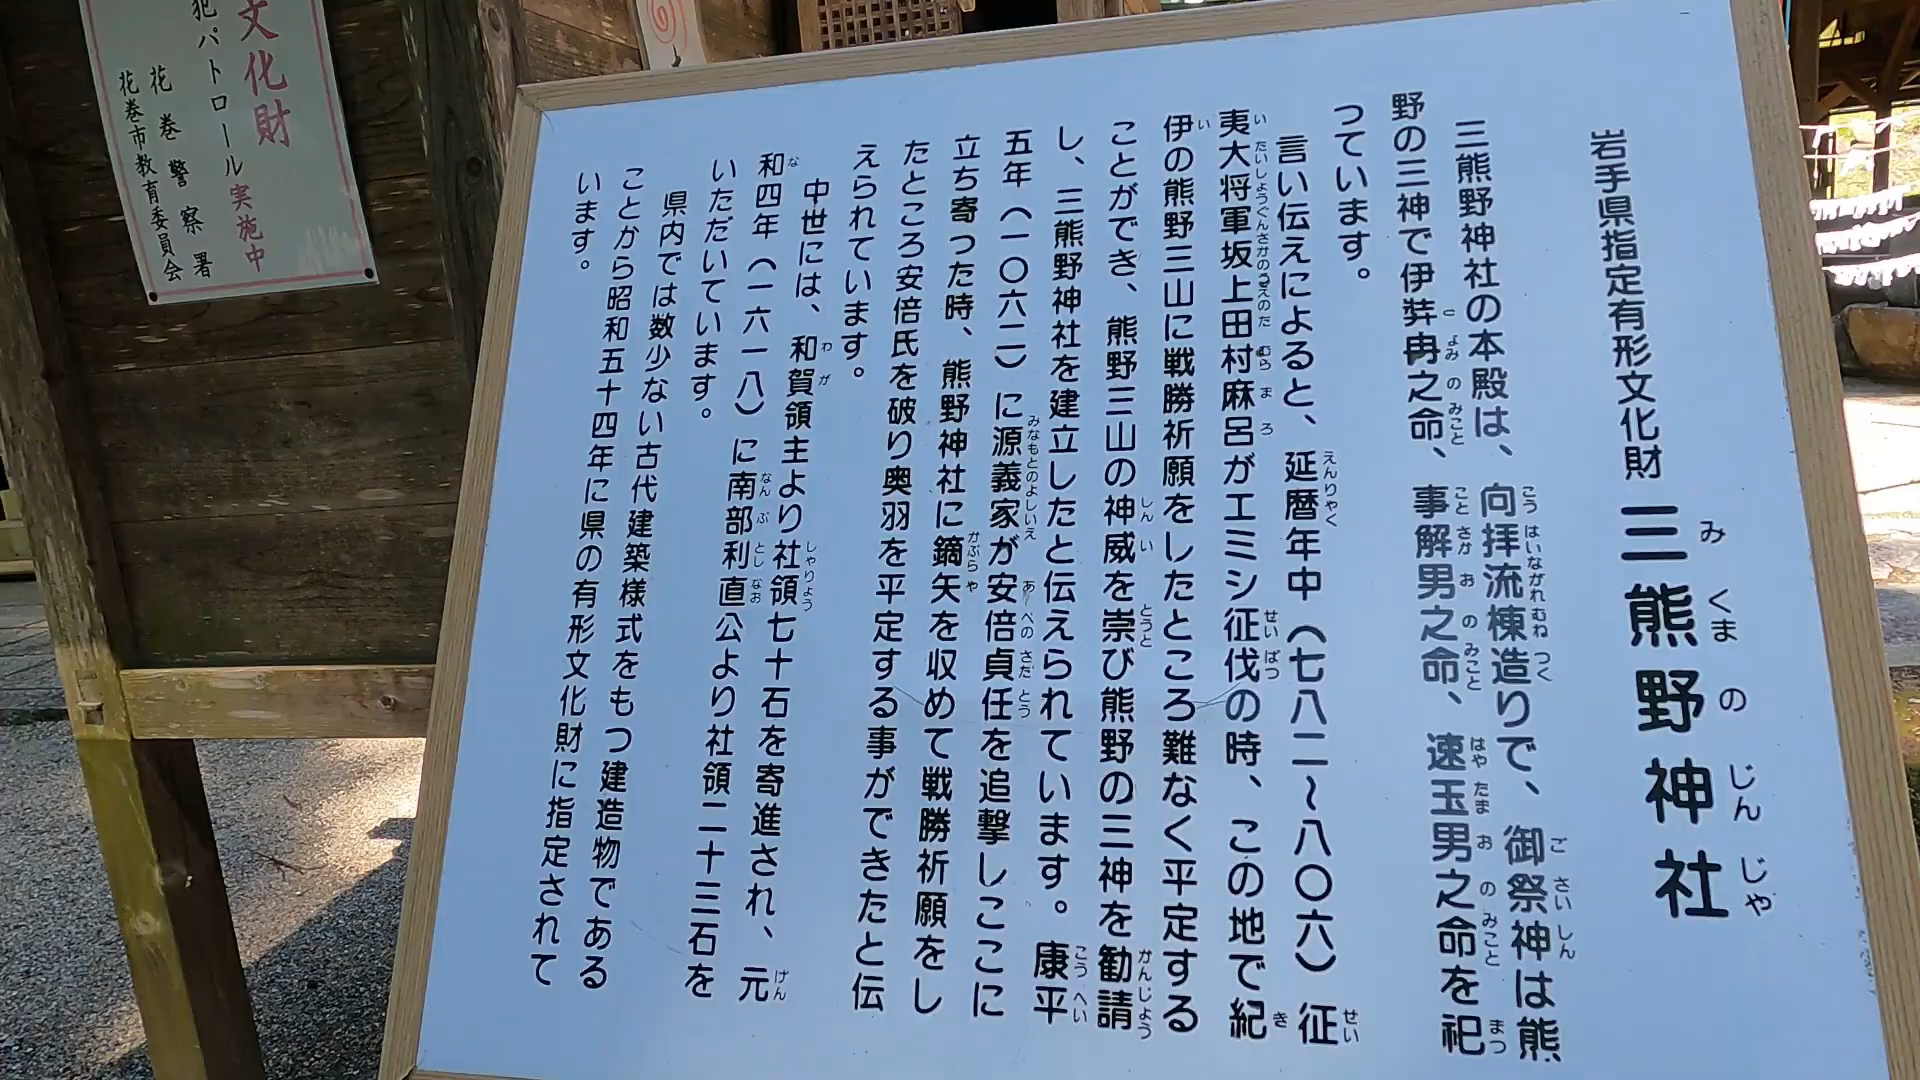 岩手県指定有形文化財 三熊野神社
みくまのじんじゃ
三熊野神社の本殿は、向拝流棟造りで、御祭神は熊
野の三神で伊弉冉之命、事解男之命、速玉男之命を祀
っています。
言い伝えによると、延暦年中(七八二〜八〇六)征
夷大将軍坂上田村麻呂がエミシ征伐の時、この地で紀
伊の熊野三山に戦勝祈願をしたところ難なく平定する
ことができ、熊野三山の神威を崇び熊野の三神を勧請
し、三熊野神社を建立したと伝えられています。康平
五年(一〇六二)に源義家が安倍貞任を追撃しここに
立ち寄った時、熊野神社に鏑矢を収めて戦勝祈願をし
たところ安倍氏を破り奥羽を平定する事ができたと伝
えられています。
中世には、和賀領主より社領七十石を寄進され、元
和四年(一六一八)に南部利直公より社領二十三石を
いただいています。
県内では数少ない古代建築様式をもつ建造物である
ことから昭和五十四年に県の有形文化財に指定されて
います。
文化財
犯パトロール実施中
花巻警察署
花巻市教育委員会